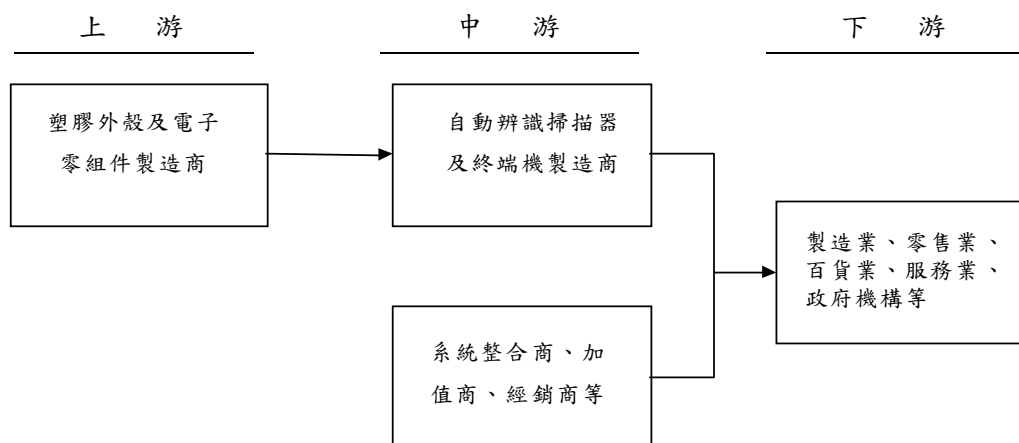 上 游
中 游
下 游
塑膠外殼及電子
零組件製造商
自動辨識掃描器
及終端機製造商
製造業、零售業、
百貨業、服務業、
政府機構等
系統整合商、加
值商、經銷商等